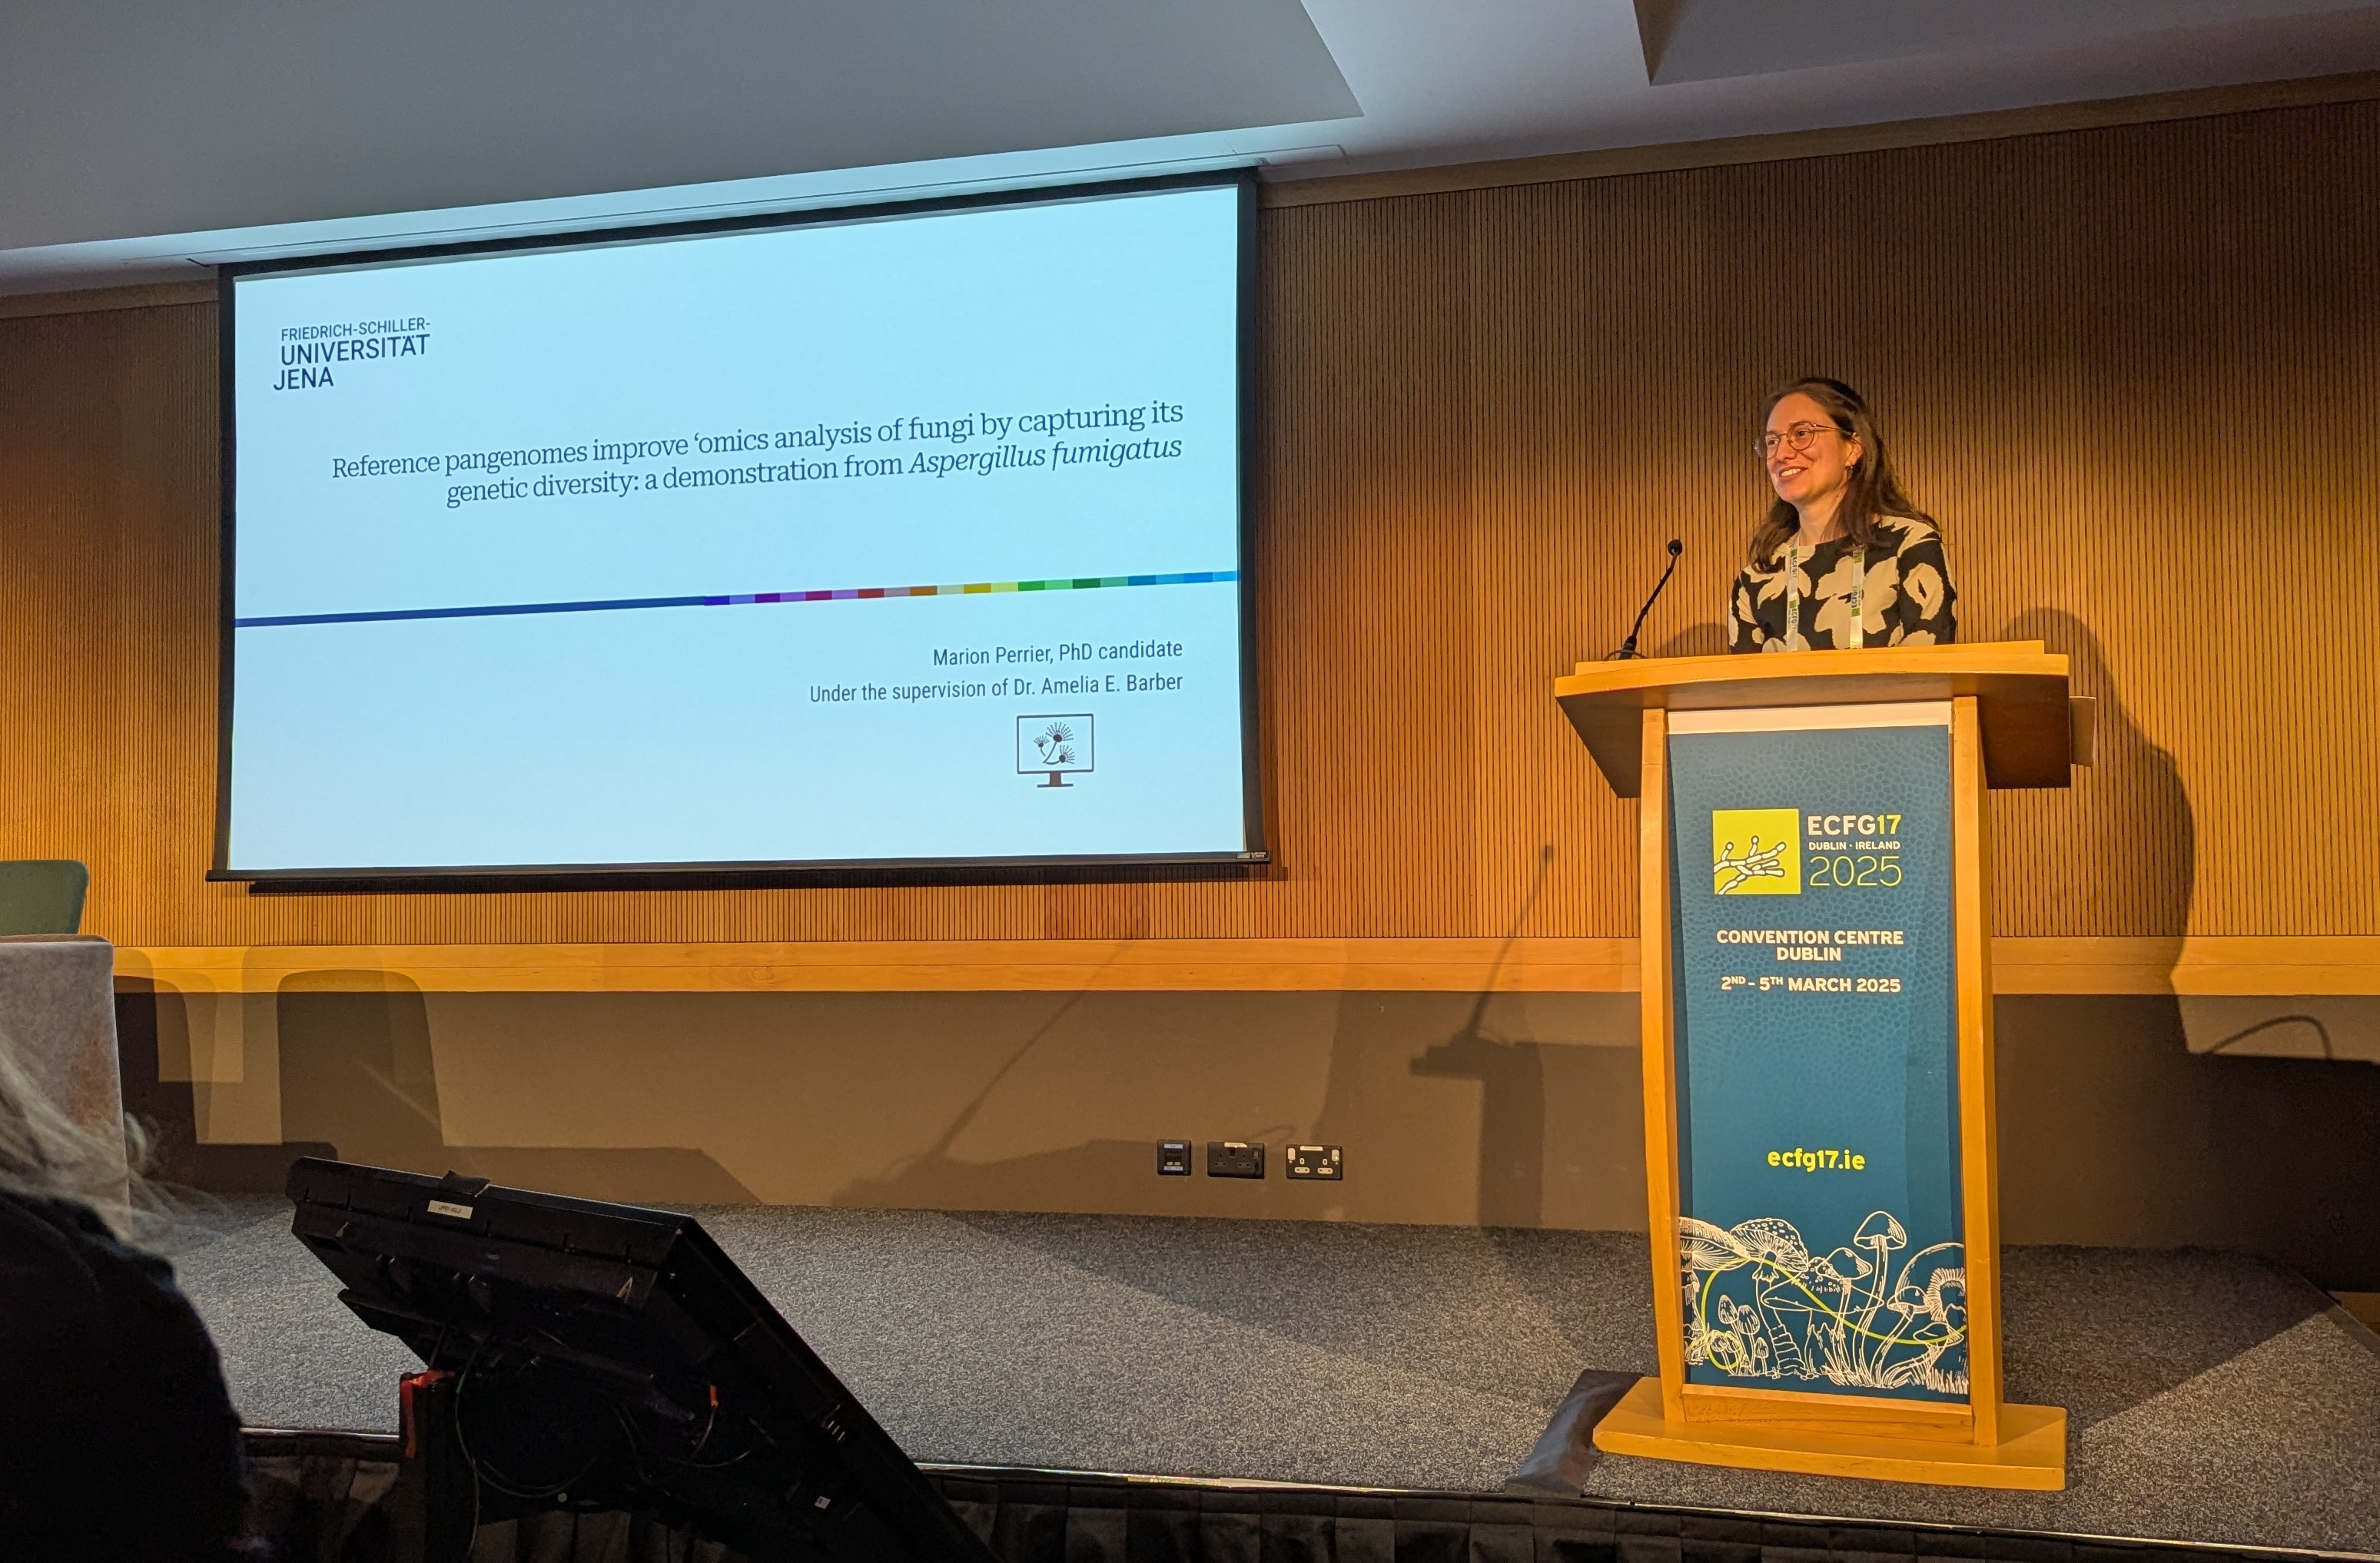 FRIEDRICH-SCHILLER-
UNIVERSITÄT
JENA
Reference pangenomes improve ‘omics analysis of fungi by capturing its
genetic diversity: a demonstration from Aspergillus fumigatus
Marion Perrier, PhD candidate
Under the supervision of Dr. Amelia E. Barber
ECFG17
DUBLIN · IRELAND
2025
CONVENTION CENTRE
DUBLIN
2ND - 5TH MARCH 2025
ecfg17.ie